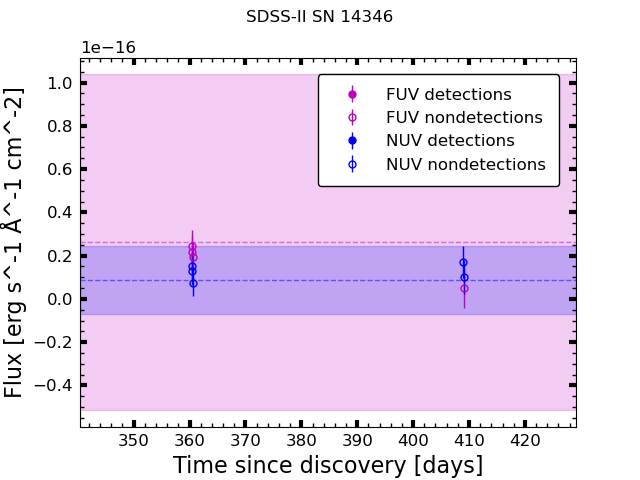 SDSS-II SN 14346
1e−16
FUV detections
FUV nondetections
NUV detections
NUV nondetections
1.0
0.8
0.6
0.4
0.2
0.0
−0.2
−0.4
Flux [erg s^-1 Å^-1 cm^-2]
350 360 370 380 390 400 410 420
Time since discovery [days]